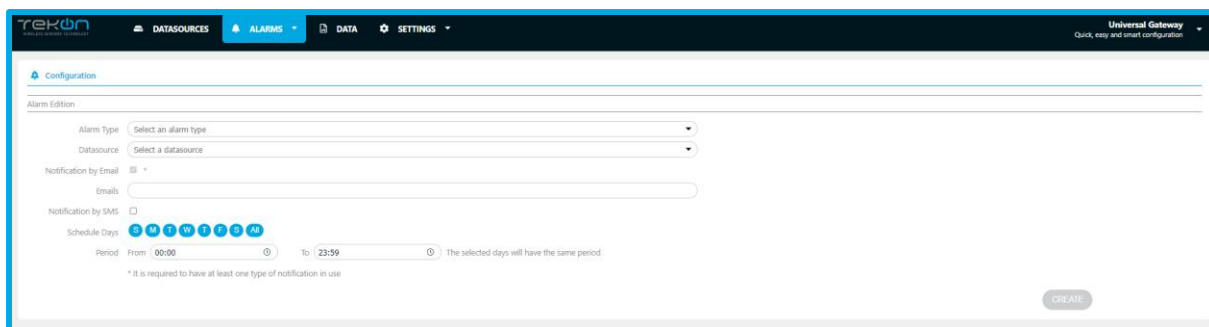 TEKON
WIRELESS SENSORS TECHNOLOGY
DATASOURCES
ALARMS
DATA
SETTINGS
Universal Gateway
Quick, easy and smart configuration
Configuration
Alarm Edition
Alarm Type Select an alarm type
Datasource Select a datasource
Notification by Email *
Emails
Notification by SMS
Schedule Days S M T W T F S All
Period From 00:00 To 23:59 The selected days will have the same period
* It is required to have at least one type of notification in use
CREATE